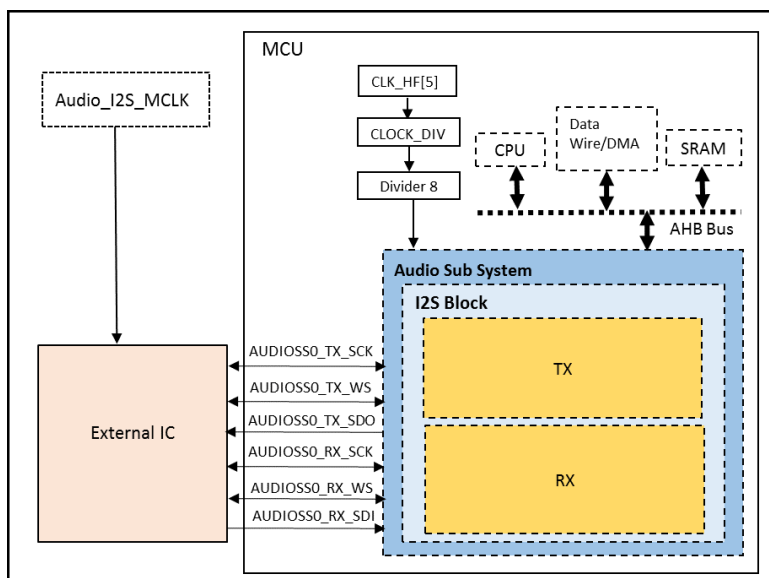 MCU
Audio_I2S_MCLK
CLK_HF[5]
CLOCK_DIV
Divider 8
CPU
Data
Wire/DMA
SRAM
AHB Bus
Audio Sub System
I2S Block
TX
RX
External IC
AUDIOSS0_TX_SCK
AUDIOSS0_TX_WS
AUDIOSS0_TX_SDO
AUDIOSS0_RX_SCK
AUDIOSS0_RX_WS
AUDIOSS0_RX_SDI